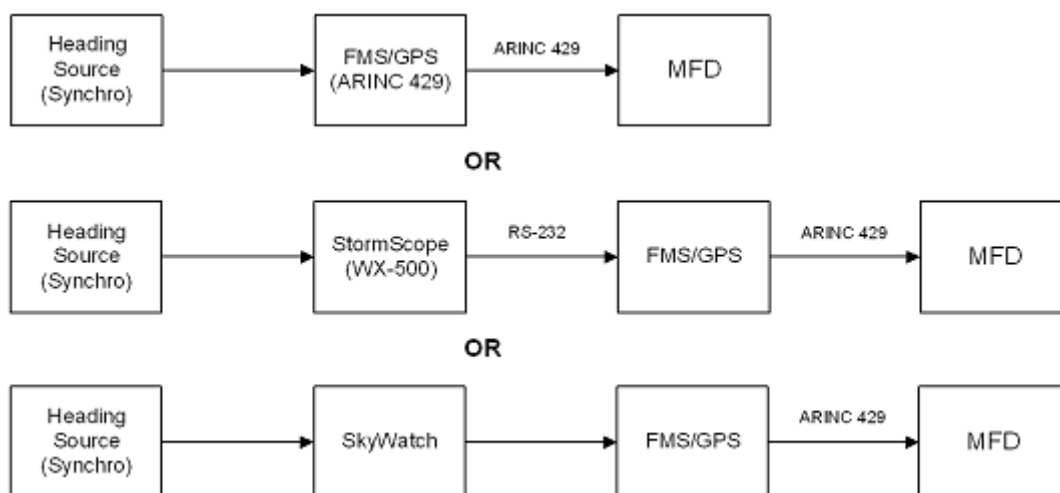 Heading
Source
(Synchro)
FMS/GPS
(ARINC 429)
ARINC 429
MFD
OR
Heading
Source
(Synchro)
StormScope
(WX-500)
RS-232
FMS/GPS
ARINC 429
MFD
OR
Heading
Source
(Synchro)
SkyWatch
FMS/GPS
ARINC 429
MFD